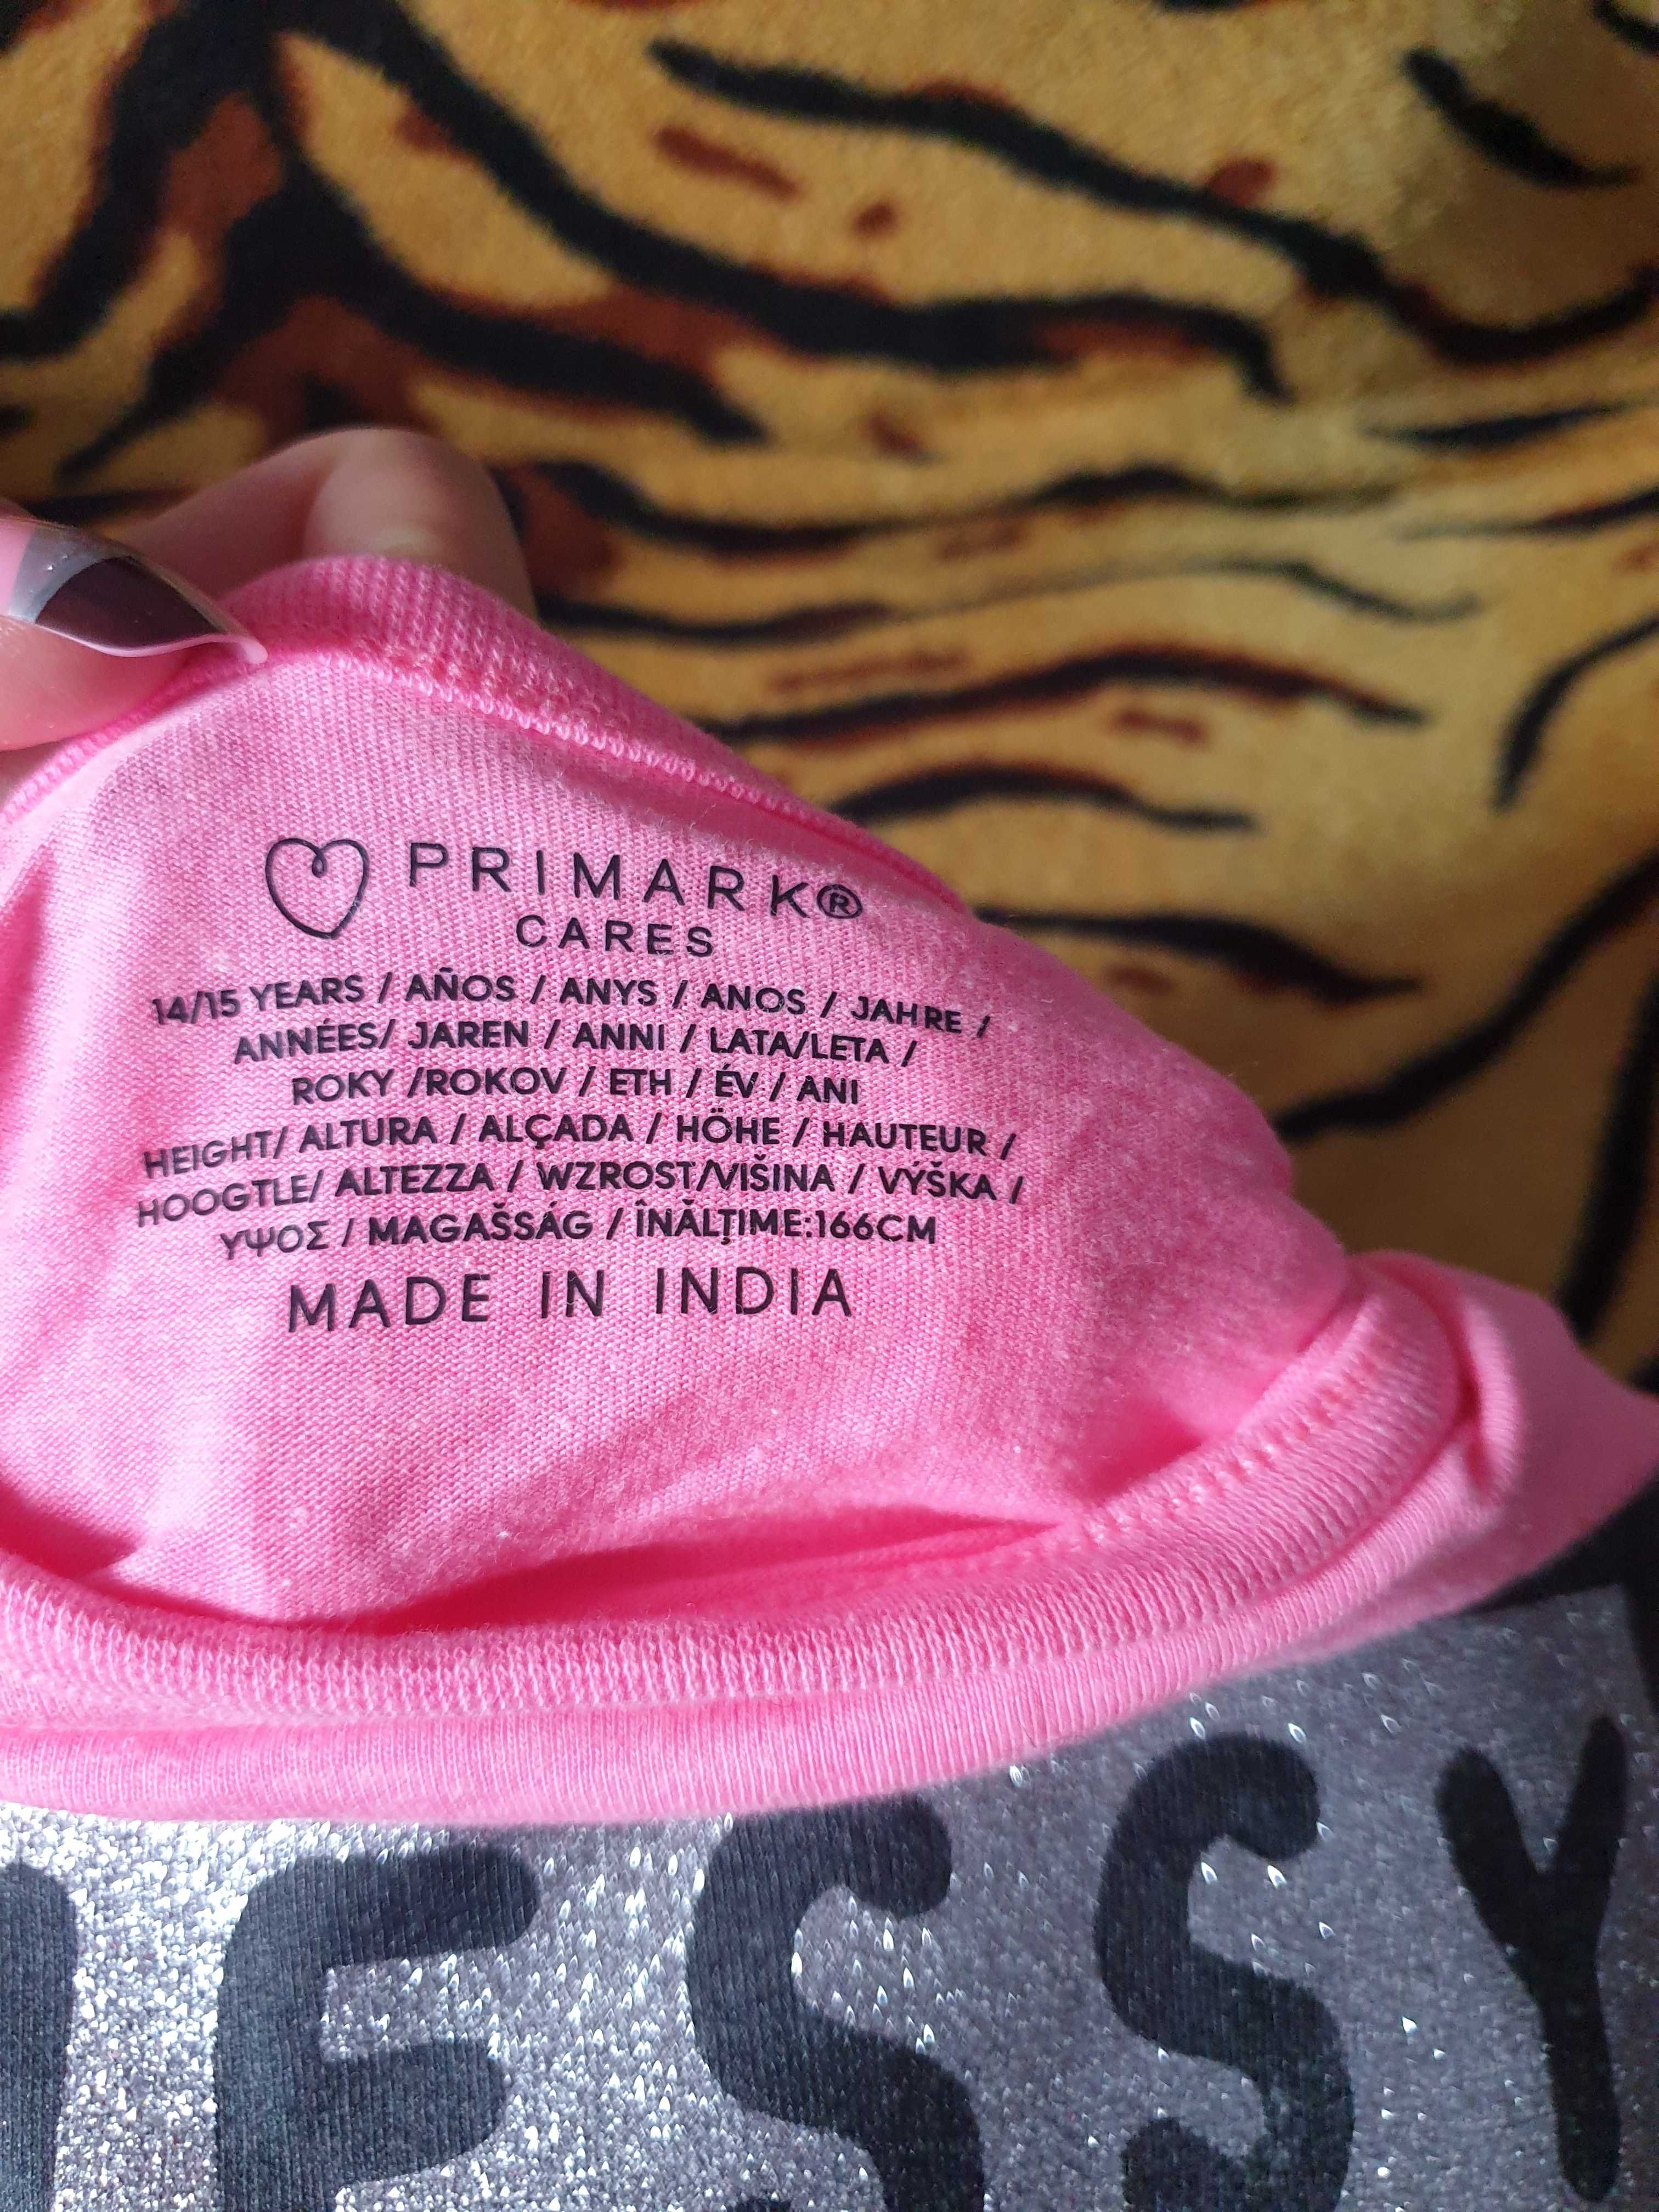 PRIMARK®
CARES
14/15 YEARS / AÑOS / ANYS / ANOS / JAHRE /
ANNÉES/ JAREN / ANNI / LATA/LETA /
ROKY /ROKOV / ETH / ÉV / ANI
HEIGHT/ ALTURA / ALÇADA / HÖHE / HAUTEUR /
HOOGTLE/ ALTEZZA / WZROST/VIŠINA / VÝŠKA /
ΥΨΟΣ / MAGAŠSÁG / ÎNĂLŢIME:166CM
MADE IN INDIA
ESSY